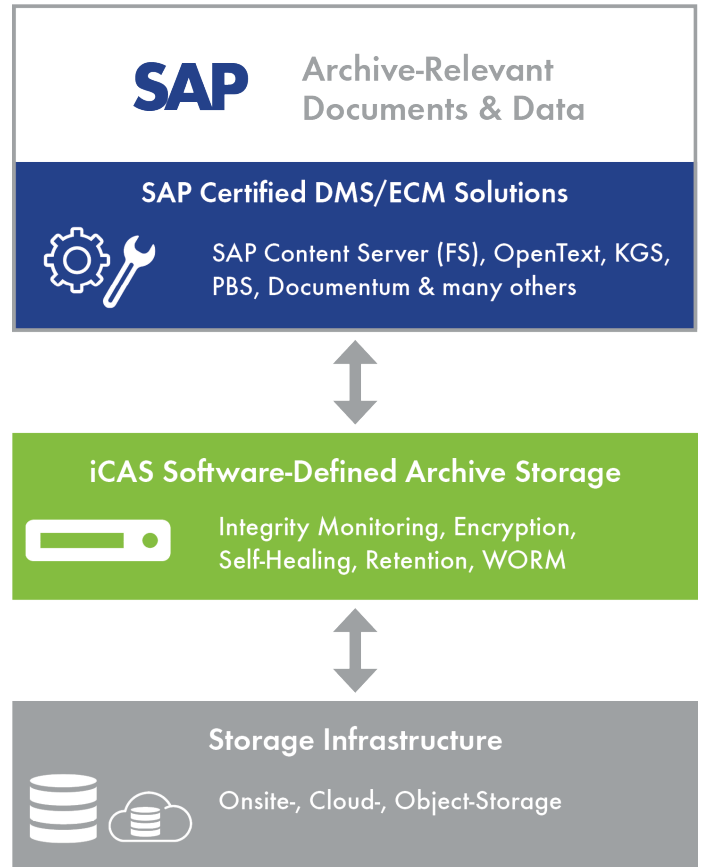 SAP
Archive-Relevant
Documents & Data
SAP Certified DMS/ECM Solutions
SAP Content Server (FS), OpenText, KGS,
PBS, Documentum & many others
iCAS Software-Defined Archive Storage
Integrity Monitoring, Encryption,
Self-Healing, Retention, WORM
Storage Infrastructure
Onsite-, Cloud-, Object-Storage